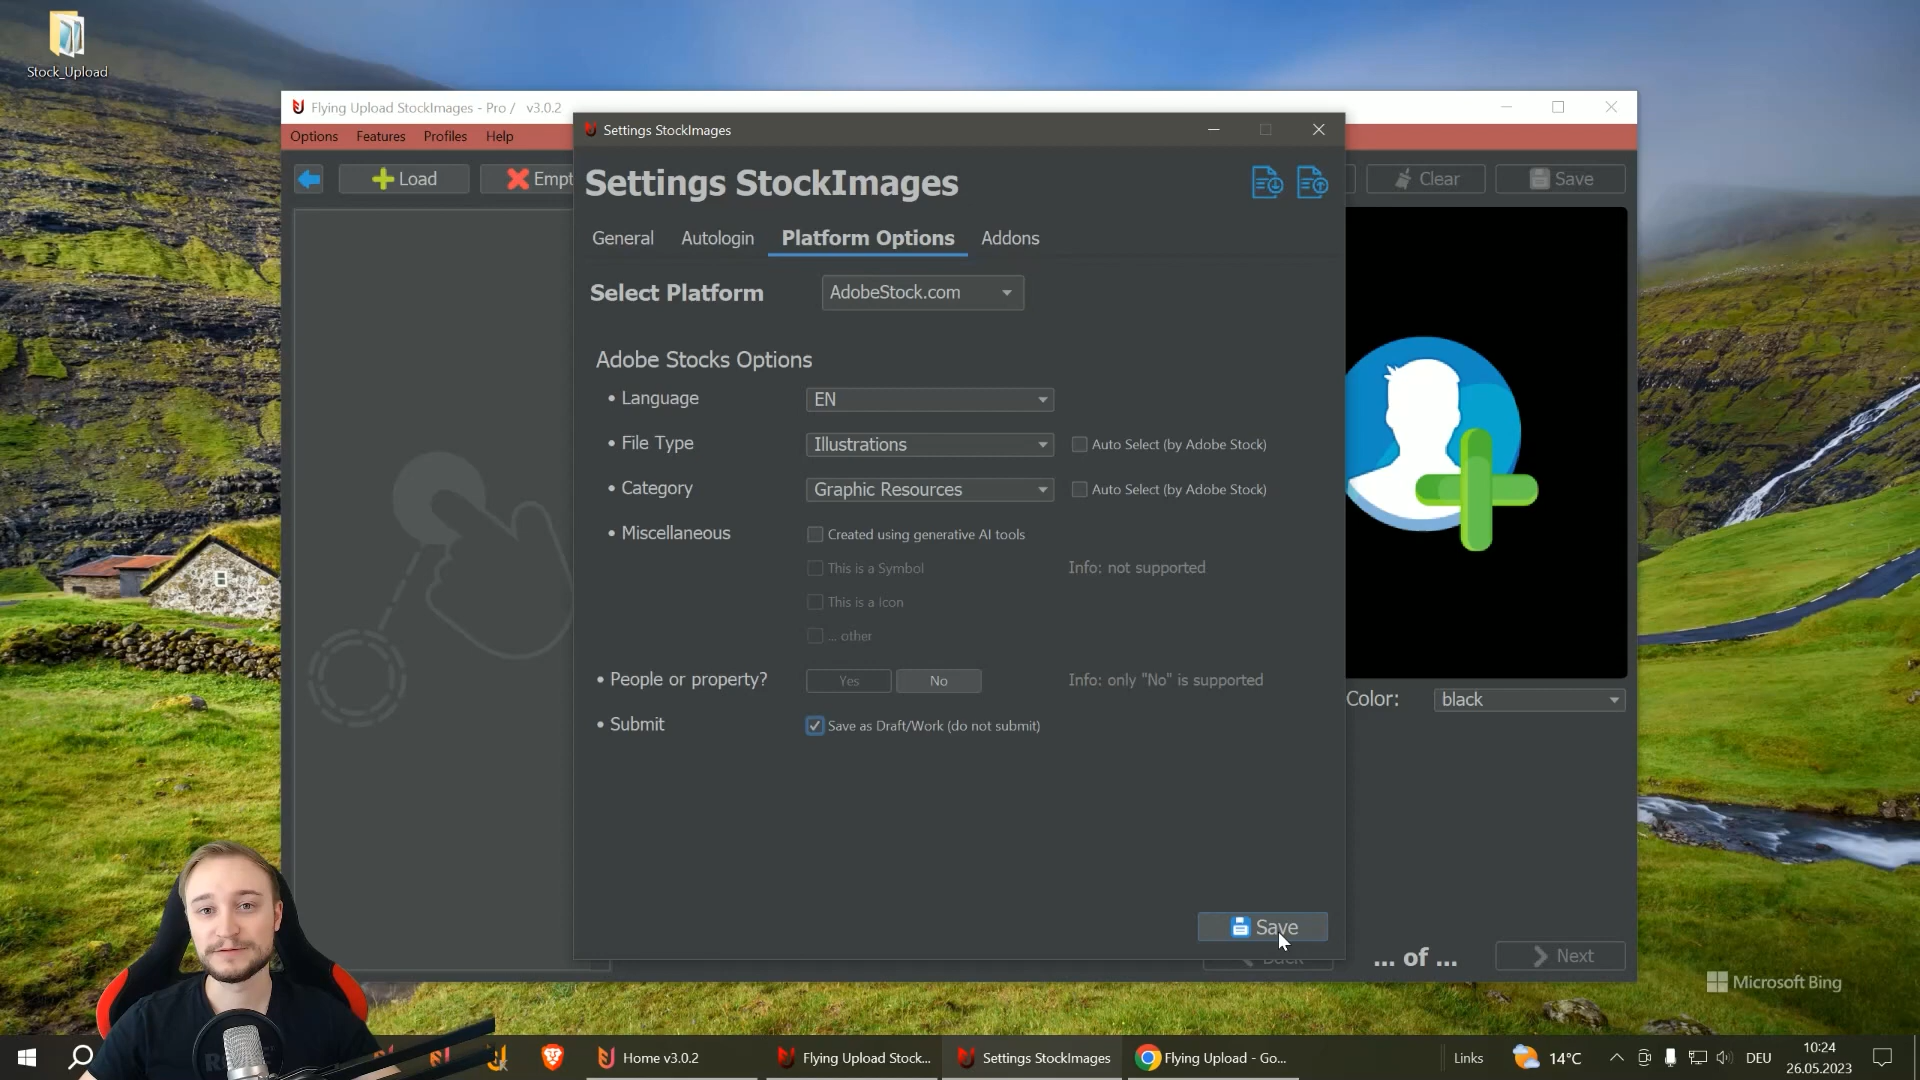 Stock_Upload
Flying Upload StockImages - Pro / v3.0.2
Options Features Profiles Help
Load
Clear
Save
Settings StockImages
Settings StockImages
General Autologin Platform Options Addons
Select Platform AdobeStock.com
Adobe Stocks Options
• Language EN
• File Type Illustrations Auto Select (by Adobe Stock)
• Category Graphic Resources Auto Select (by Adobe Stock)
• Miscellaneous Created using generative AI tools
This is a Symbol Info: not supported
This is a Icon
... other
• People or property? Yes No Info: only "No" is supported
• Submit Save as Draft/Work (do not submit)
Save
Color: black
... of ...
Next
Microsoft Bing
Home v3.0.2
Flying Upload Stock...
Settings StockImages
Flying Upload - Go...
Links
14°C
DEU
10:24
26.05.2023